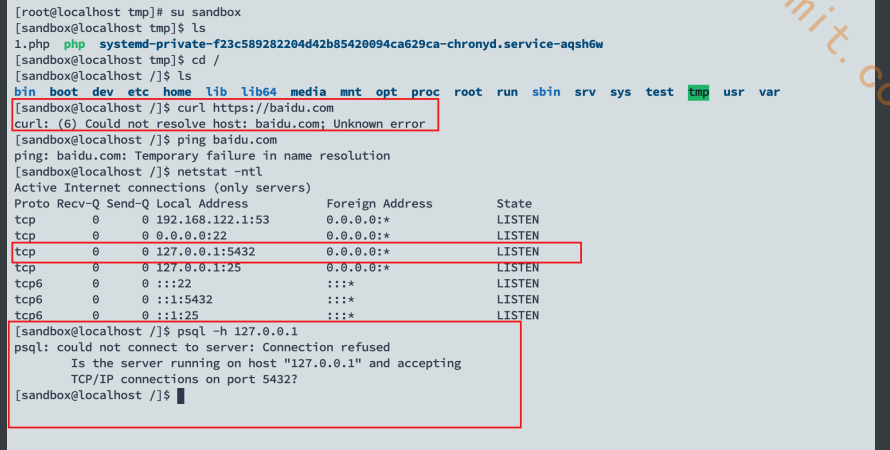 [root@localhost tmp]# su sandbox
[sandbox@localhost tmp]$ ls
1.php  php  systemd-private-f23c589282204d42b85420094ca629ca-chronyd.service-aqsh6w
[sandbox@localhost tmp]$ cd /
[sandbox@localhost /]$ ls
bin  boot  dev  etc  home  lib  lib64  media  mnt  opt  proc  root  run  sbin  srv  sys  test  tmp  usr  var
[sandbox@localhost /]$ curl https://baidu.com
curl: (6) Could not resolve host: baidu.com; Unknown error
[sandbox@localhost /]$ ping baidu.com
ping: baidu.com: Temporary failure in name resolution
[sandbox@localhost /]$ netstat -ntl
Active Internet connections (only servers)
Proto Recv-Q Send-Q Local Address           Foreign Address         State
tcp        0      0 192.168.122.1:53        0.0.0.0:*               LISTEN
tcp        0      0 0.0.0.0:22              0.0.0.0:*               LISTEN
tcp        0      0 127.0.0.1:5432          0.0.0.0:*               LISTEN
tcp        0      0 127.0.0.1:25            0.0.0.0:*               LISTEN
tcp6       0      0 :::22                   :::*                    LISTEN
tcp6       0      0 ::1:5432                :::*                    LISTEN
tcp6       0      0 ::1:25                  :::*                    LISTEN
[sandbox@localhost /]$ psql -h 127.0.0.1
psql: could not connect to server: Connection refused
        Is the server running on host "127.0.0.1" and accepting
        TCP/IP connections on port 5432?
[sandbox@localhost /]$